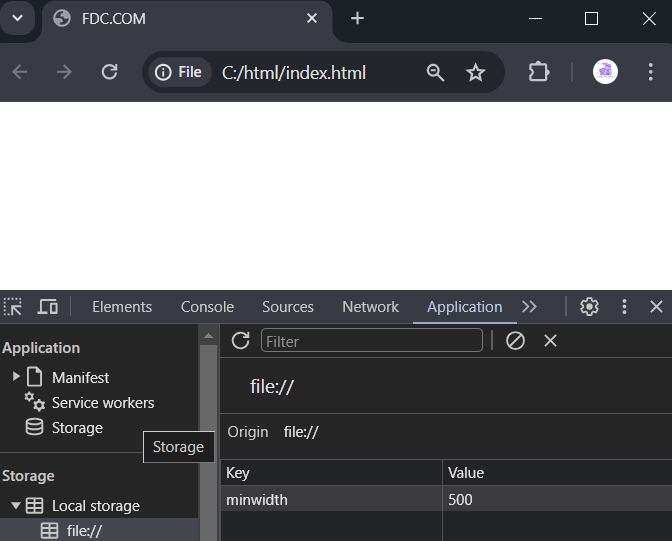 FDC.COM
File C:/html/index.html
Elements Console Sources Network Application
Application
Manifest
Service workers
Storage
Storage
Storage
Local storage
file://
Filter
file://
Origin file://
Key Value
minwidth 500